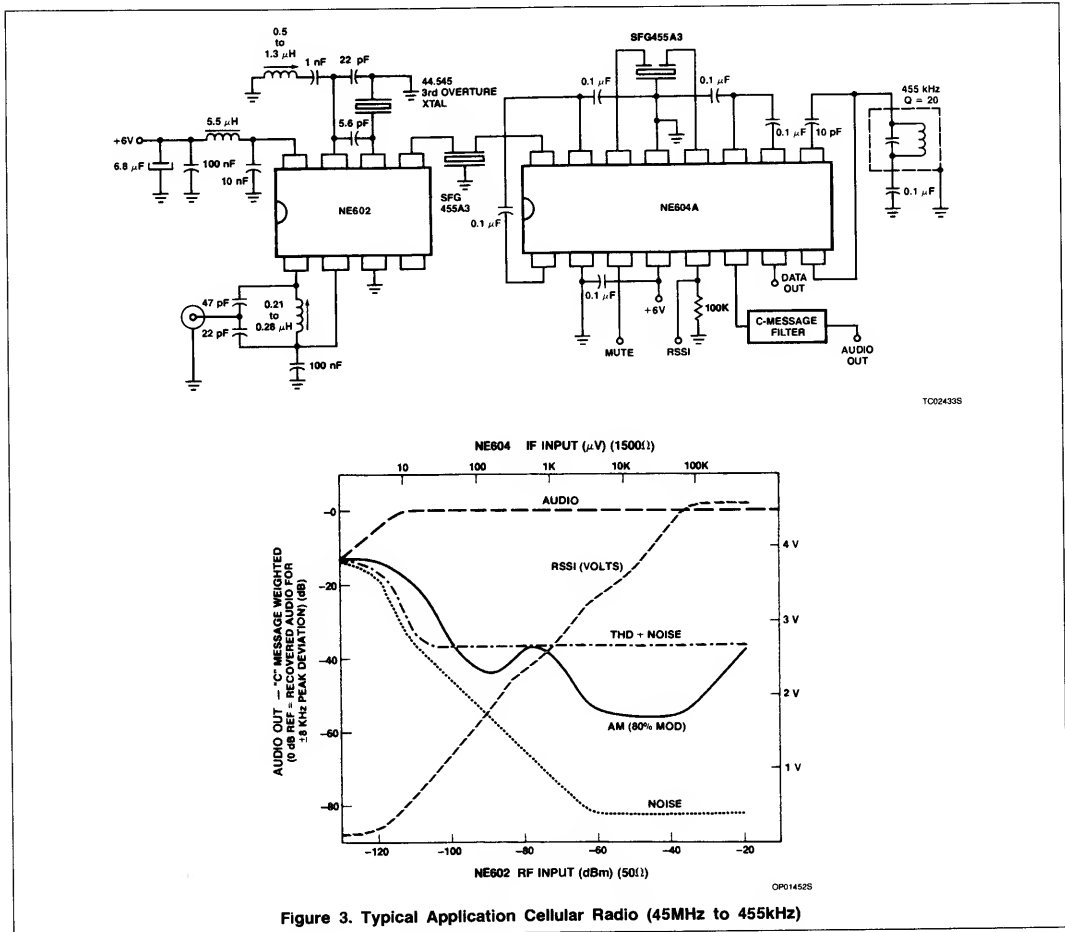 0.5
to
1.3 μH
1 nF
22 pF
44.545
3rd OVERTURE
XTAL
5.6 pF
+6V
5.5 μH
6.8 μF
100 nF
10 nF
NE602
SFG
455A3
47 pF
22 pF
0.21
to
0.28 μH
100 nF
SFG455A3
0.1 μF
0.1 μF
0.1 μF
10 pF
455 kHz
Q = 20
0.1 μF
0.1 μF
NE604A
0.1 μF
+6V
100K
MUTE
RSSI
DATA
OUT
C-MESSAGE
FILTER
AUDIO
OUT
TC02433S
NE604 IF INPUT (μV) (1500Ω)
10
100
1K
10K
100K
AUDIO
RSSI (VOLTS)
THD + NOISE
AM (80% MOD)
NOISE
AUDIO OUT — "C" MESSAGE WEIGHTED
(0 dB REF = RECOVERED AUDIO FOR
±8 KHz PEAK DEVIATION) (dB)
−0
−20
−40
−60
−80
4 V
3 V
2 V
1 V
−120
−100
−80
−60
−40
−20
NE602 RF INPUT (dBm) (50Ω)
OP01452S
Figure 3. Typical Application Cellular Radio (45MHz to 455kHz)